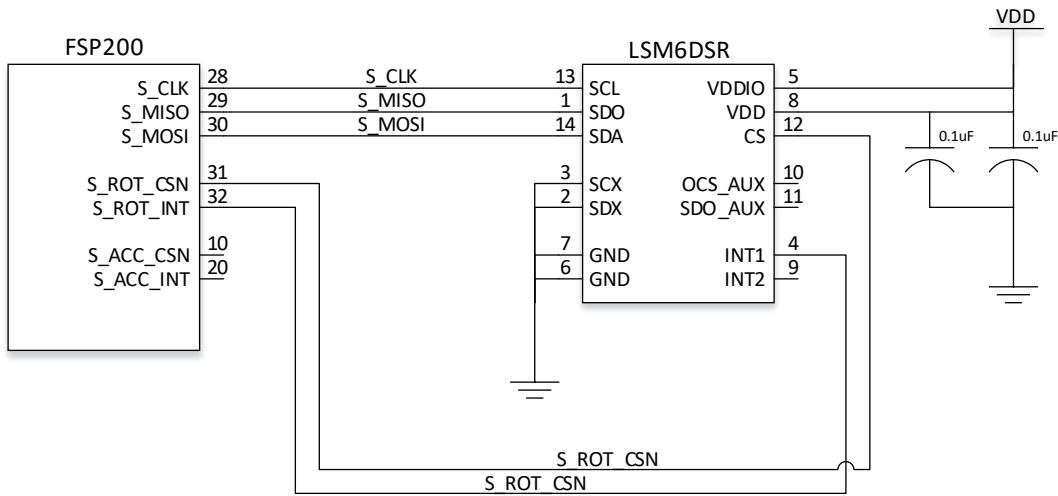 VDD
FSP200
LSM6DSR
S_CLK 28 S_CLK 13 SCL VDDIO 5
S_MISO 29 S_MISO 1 SDO VDD 8
S_MOSI 30 S_MOSI 14 SDA CS 12
0.1uF 0.1uF
S_ROT_CSN 31 3 SCX OCS_AUX 10
S_ROT_INT 32 2 SDX SDO_AUX 11
S_ACC_CSN 10 7 GND INT1 4
S_ACC_INT 20 6 GND INT2 9
S_ROT_CSN
S_ROT_CSN